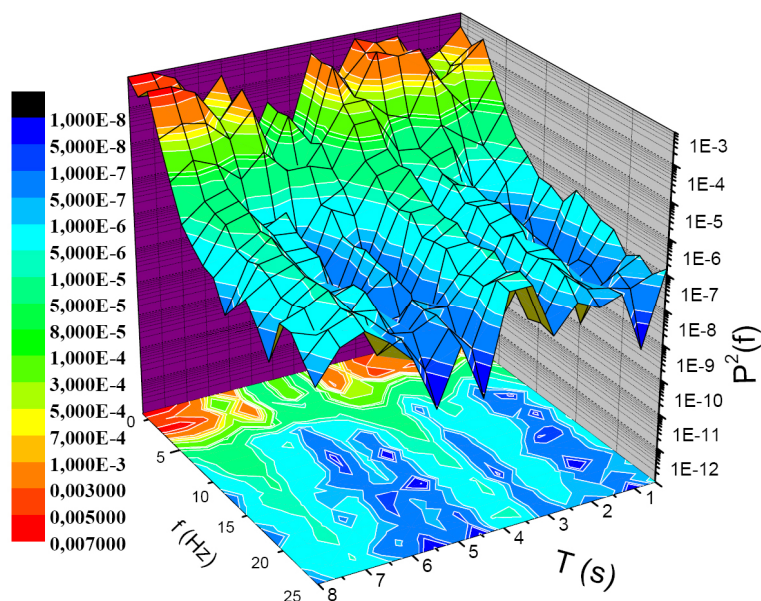 1,000E-8
5,000E-8
1,000E-7
5,000E-7
1,000E-6
5,000E-6
1,000E-5
5,000E-5
8,000E-5
1,000E-4
5,000E-4
7,000E-4
1,000E-3
0,003000
0,005000
0,007000
1E-3
1E-4
1E-5
1E-6
1E-7
1E-8
1E-9
1E-10
1E-11
1E-12
P²(f)
0
5
10
15
20
25
f (Hz)
8
7
6
5
4
3
2
1
T (s)